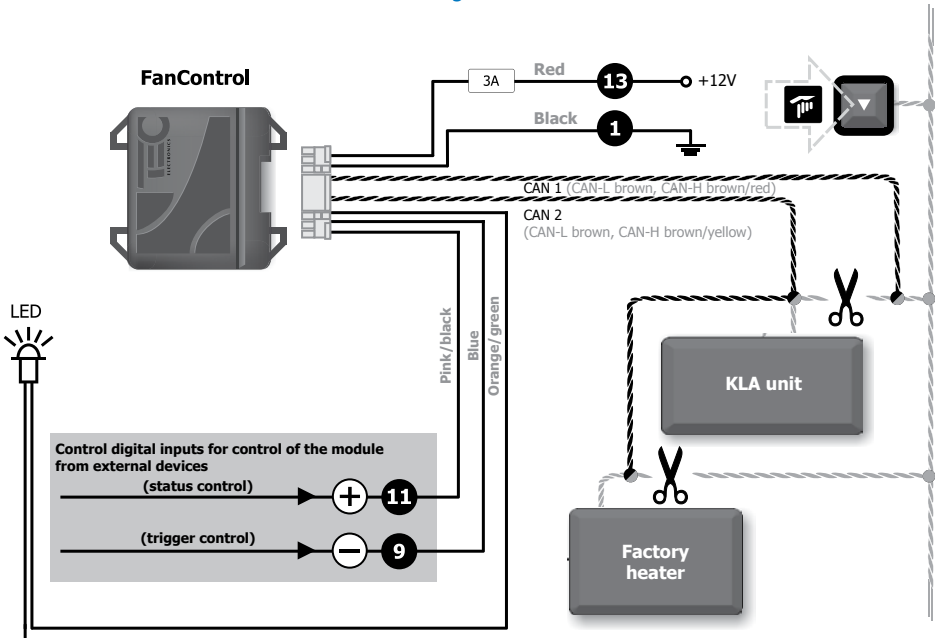 FanControl
TEC
ELECTRONICS
3A
Red
13
+12V
Black
1
CAN 1 (CAN-L brown, CAN-H brown/red)
CAN 2
(CAN-L brown, CAN-H brown/yellow)
LED
Pink/black
Blue
Orange/green
KLA unit
Control digital inputs for control of the module
from external devices
(status control)
11
(trigger control)
9
Factory
heater